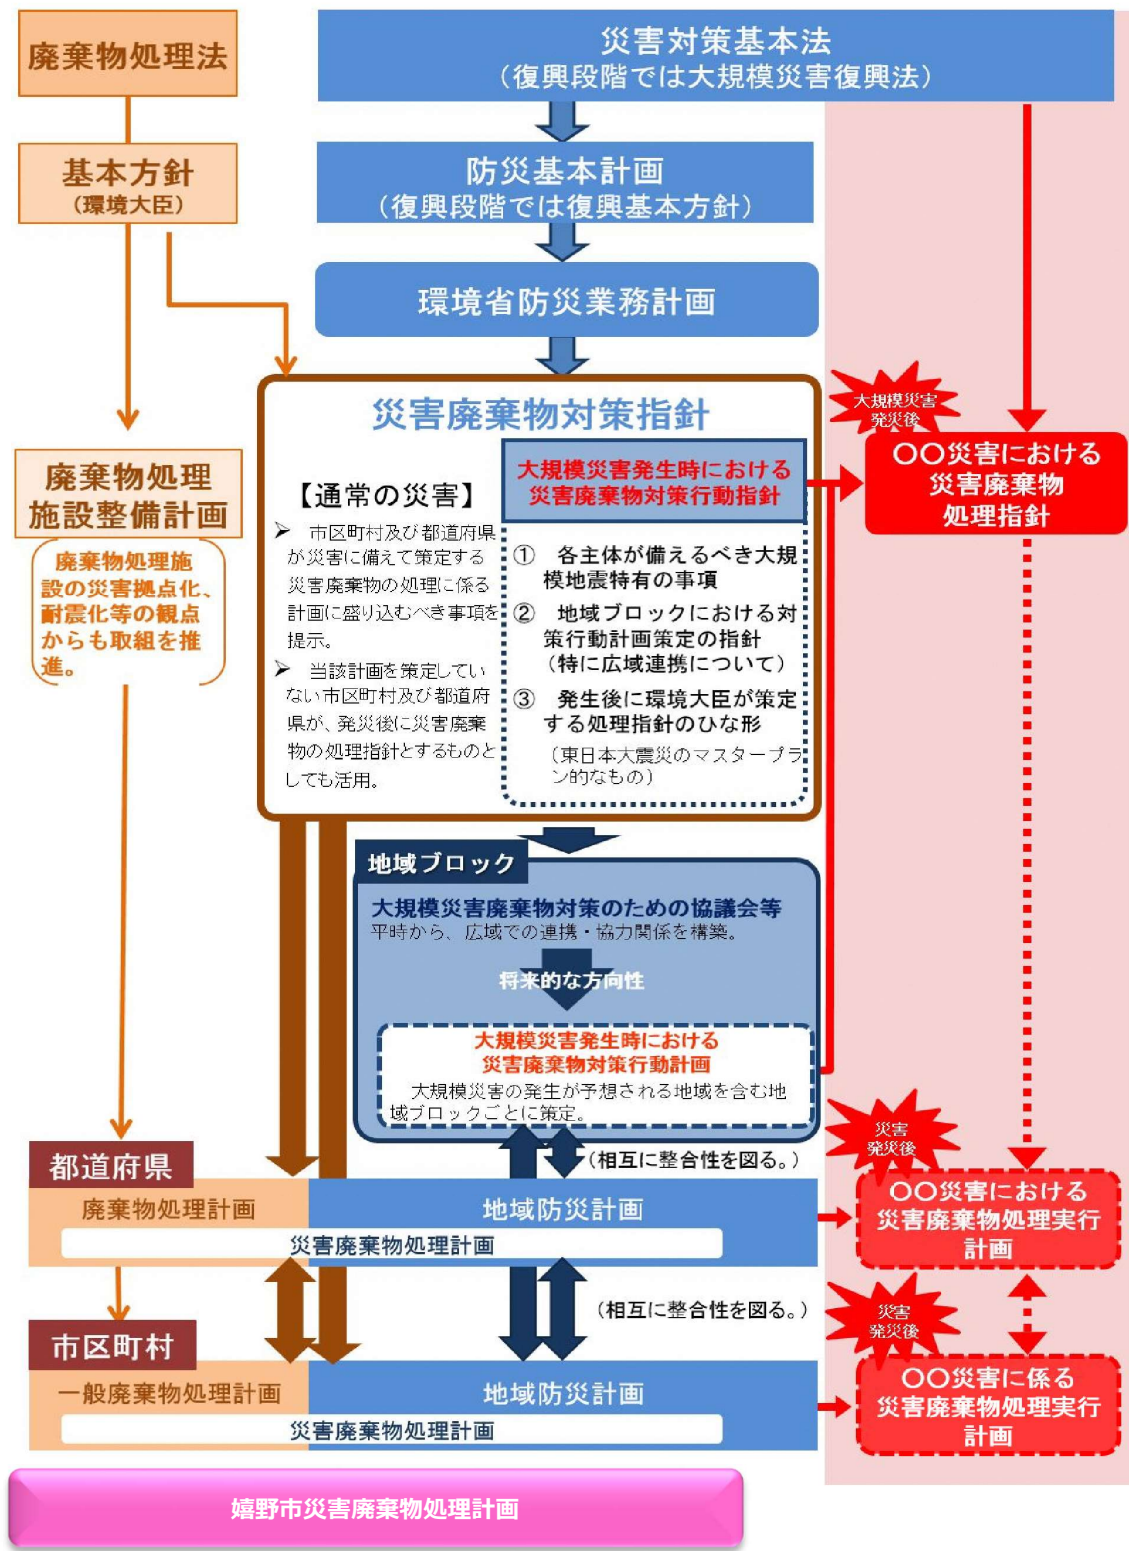 廃棄物処理法
災害対策基本法
（復興段階では大規模災害復興法）
基本方針
（環境大臣）
防災基本計画
（復興段階では復興基本方針）
環境省防災業務計画
災害廃棄物対策指針
【通常の災害】
➢ 市区町村及び都道府県
が災害に備えて策定する
災害廃棄物の処理に係る
計画に盛り込むべき事項を
提示。
➢ 当該計画を策定してい
ない市区町村及び都道府
県が、発災後に災害廃棄
物の処理指針とするものと
しても活用。
大規模災害発生時における
災害廃棄物対策行動指針
① 各主体が備えるべき大規
模地震特有の事項
② 地域ブロックにおける対
策行動計画策定の指針
（特に広域連携について）
③ 発生後に環境大臣が策定
する処理指針のひな形
（東日本大震災のマスタープラ
ン的なもの）
大規模災害
発災後
〇〇災害における
災害廃棄物
処理指針
廃棄物処理
施設整備計画
廃棄物処理施
設の災害拠点化、
耐震化等の観点
からも取組を推
進。
地域ブロック
大規模災害廃棄物対策のための協議会等
平時から、広域での連携・協力関係を構築。
将来的な方向性
大規模災害発生時における
災害廃棄物対策行動計画
大規模災害の発生が予想される地域を含む地
域ブロックごとに策定。
（相互に整合性を図る。）
都道府県
廃棄物処理計画
地域防災計画
災害廃棄物処理計画
災害
発災後
〇〇災害における
災害廃棄物処理実行
計画
（相互に整合性を図る。）
市区町村
一般廃棄物処理計画
地域防災計画
災害廃棄物処理計画
災害
発災後
〇〇災害に係る
災害廃棄物処理実行
計画
嬉野市災害廃棄物処理計画